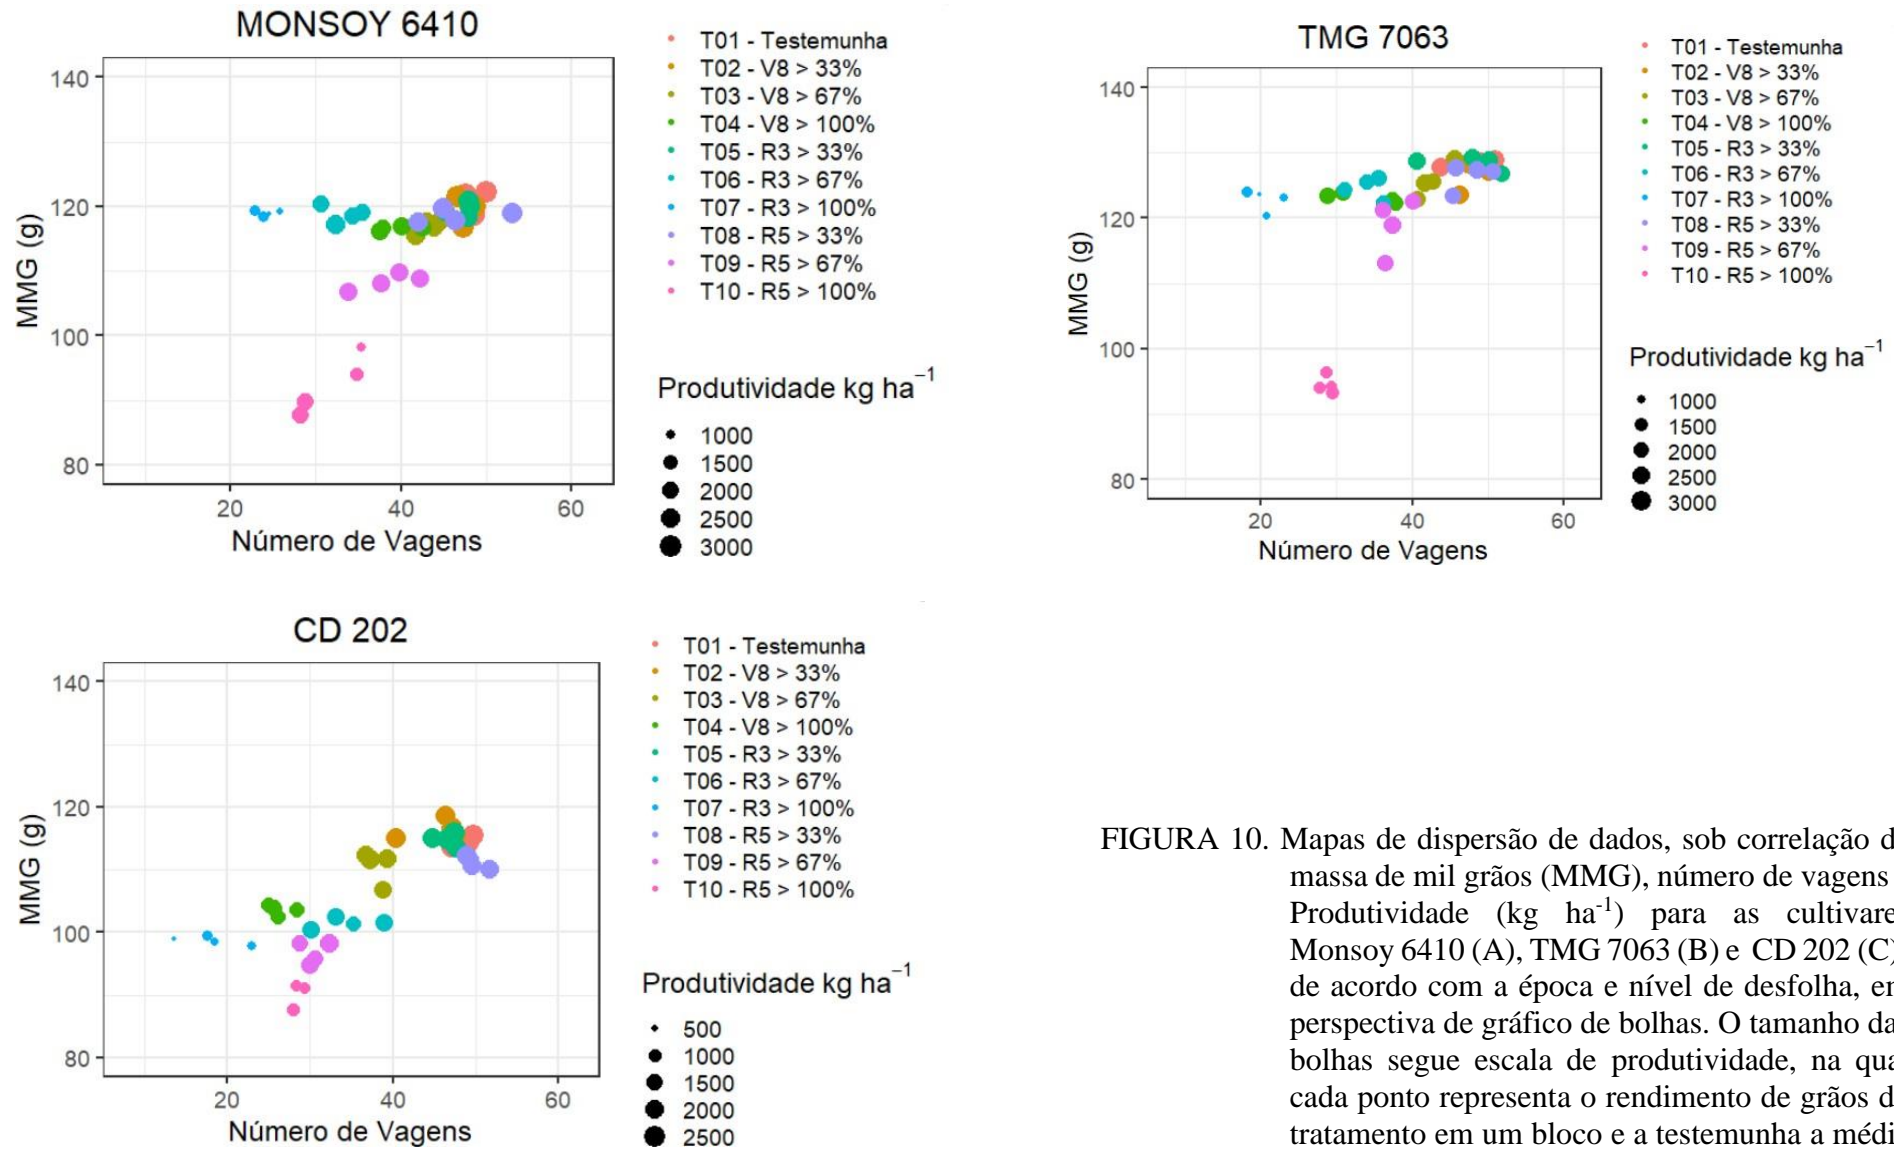 MONSOY 6410
140
120
100
80
MMG (g)
20 40 60
Número de Vagens
T01 - Testemunha
T02 - V8 > 33%
T03 - V8 > 67%
T04 - V8 > 100%
T05 - R3 > 33%
T06 - R3 > 67%
T07 - R3 > 100%
T08 - R5 > 33%
T09 - R5 > 67%
T10 - R5 > 100%
Produtividade kg ha⁻¹
1000
1500
2000
2500
3000
TMG 7063
140
120
100
80
MMG (g)
20 40 60
Número de Vagens
T01 - Testemunha
T02 - V8 > 33%
T03 - V8 > 67%
T04 - V8 > 100%
T05 - R3 > 33%
T06 - R3 > 67%
T07 - R3 > 100%
T08 - R5 > 33%
T09 - R5 > 67%
T10 - R5 > 100%
Produtividade kg ha⁻¹
1000
1500
2000
2500
3000
CD 202
140
120
100
80
MMG (g)
20 40 60
Número de Vagens
T01 - Testemunha
T02 - V8 > 33%
T03 - V8 > 67%
T04 - V8 > 100%
T05 - R3 > 33%
T06 - R3 > 67%
T07 - R3 > 100%
T08 - R5 > 33%
T09 - R5 > 67%
T10 - R5 > 100%
Produtividade kg ha⁻¹
500
1000
1500
2000
2500
FIGURA 10. Mapas de dispersão de dados, sob correlação d
massa de mil grãos (MMG), número de vagens
Produtividade (kg ha⁻¹) para as cultivare
Monsoy 6410 (A), TMG 7063 (B) e CD 202 (C)
de acordo com a época e nível de desfolha, en
perspectiva de gráfico de bolhas. O tamanho da
bolhas segue escala de produtividade, na qua
cada ponto representa o rendimento de grãos d
tratamento em um bloco e a testemunha a médi